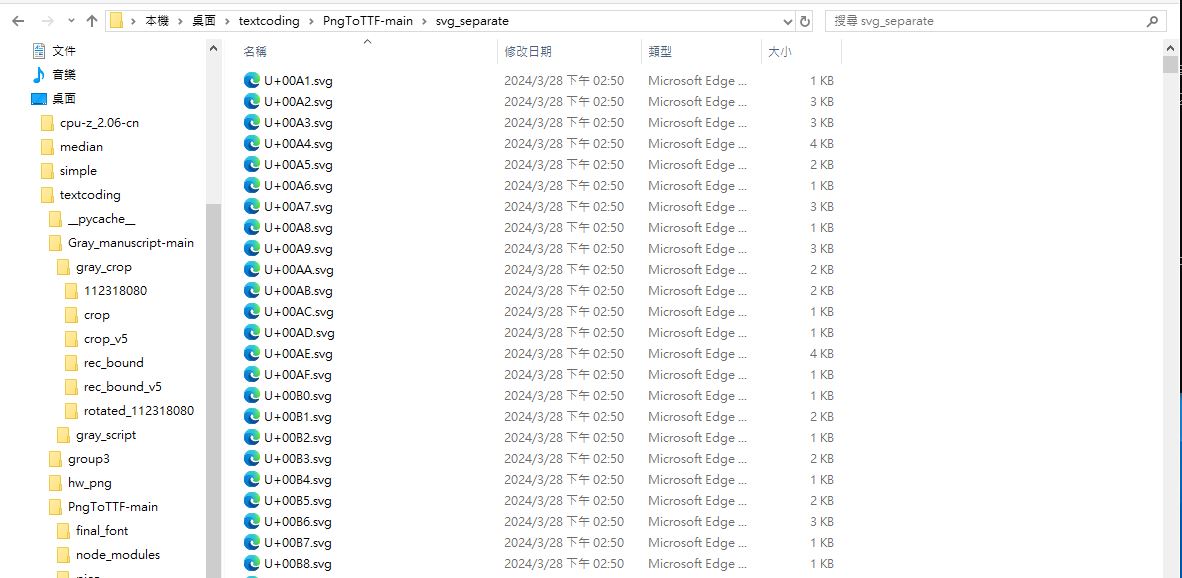 本機 > 桌面 > textcoding > PngToTTF-main > svg_separate
搜尋 svg_separate
文件
音樂
桌面
cpu-z_2.06-cn
median
simple
textcoding
__pycache__
Gray_manuscript-main
gray_crop
112318080
crop
crop_v5
rec_bound
rec_bound_v5
rotated_112318080
gray_script
group3
hw_png
PngToTTF-main
final_font
node_modules
名稱 修改日期 類型 大小
U+00A1.svg 2024/3/28 下午 02:50 Microsoft Edge ... 1 KB
U+00A2.svg 2024/3/28 下午 02:50 Microsoft Edge ... 3 KB
U+00A3.svg 2024/3/28 下午 02:50 Microsoft Edge ... 3 KB
U+00A4.svg 2024/3/28 下午 02:50 Microsoft Edge ... 4 KB
U+00A5.svg 2024/3/28 下午 02:50 Microsoft Edge ... 2 KB
U+00A6.svg 2024/3/28 下午 02:50 Microsoft Edge ... 1 KB
U+00A7.svg 2024/3/28 下午 02:50 Microsoft Edge ... 3 KB
U+00A8.svg 2024/3/28 下午 02:50 Microsoft Edge ... 1 KB
U+00A9.svg 2024/3/28 下午 02:50 Microsoft Edge ... 3 KB
U+00AA.svg 2024/3/28 下午 02:50 Microsoft Edge ... 2 KB
U+00AB.svg 2024/3/28 下午 02:50 Microsoft Edge ... 2 KB
U+00AC.svg 2024/3/28 下午 02:50 Microsoft Edge ... 1 KB
U+00AD.svg 2024/3/28 下午 02:50 Microsoft Edge ... 1 KB
U+00AE.svg 2024/3/28 下午 02:50 Microsoft Edge ... 4 KB
U+00AF.svg 2024/3/28 下午 02:50 Microsoft Edge ... 1 KB
U+00B0.svg 2024/3/28 下午 02:50 Microsoft Edge ... 1 KB
U+00B1.svg 2024/3/28 下午 02:50 Microsoft Edge ... 2 KB
U+00B2.svg 2024/3/28 下午 02:50 Microsoft Edge ... 1 KB
U+00B3.svg 2024/3/28 下午 02:50 Microsoft Edge ... 2 KB
U+00B4.svg 2024/3/28 下午 02:50 Microsoft Edge ... 1 KB
U+00B5.svg 2024/3/28 下午 02:50 Microsoft Edge ... 2 KB
U+00B6.svg 2024/3/28 下午 02:50 Microsoft Edge ... 3 KB
U+00B7.svg 2024/3/28 下午 02:50 Microsoft Edge ... 1 KB
U+00B8.svg 2024/3/28 下午 02:50 Microsoft Edge ... 1 KB